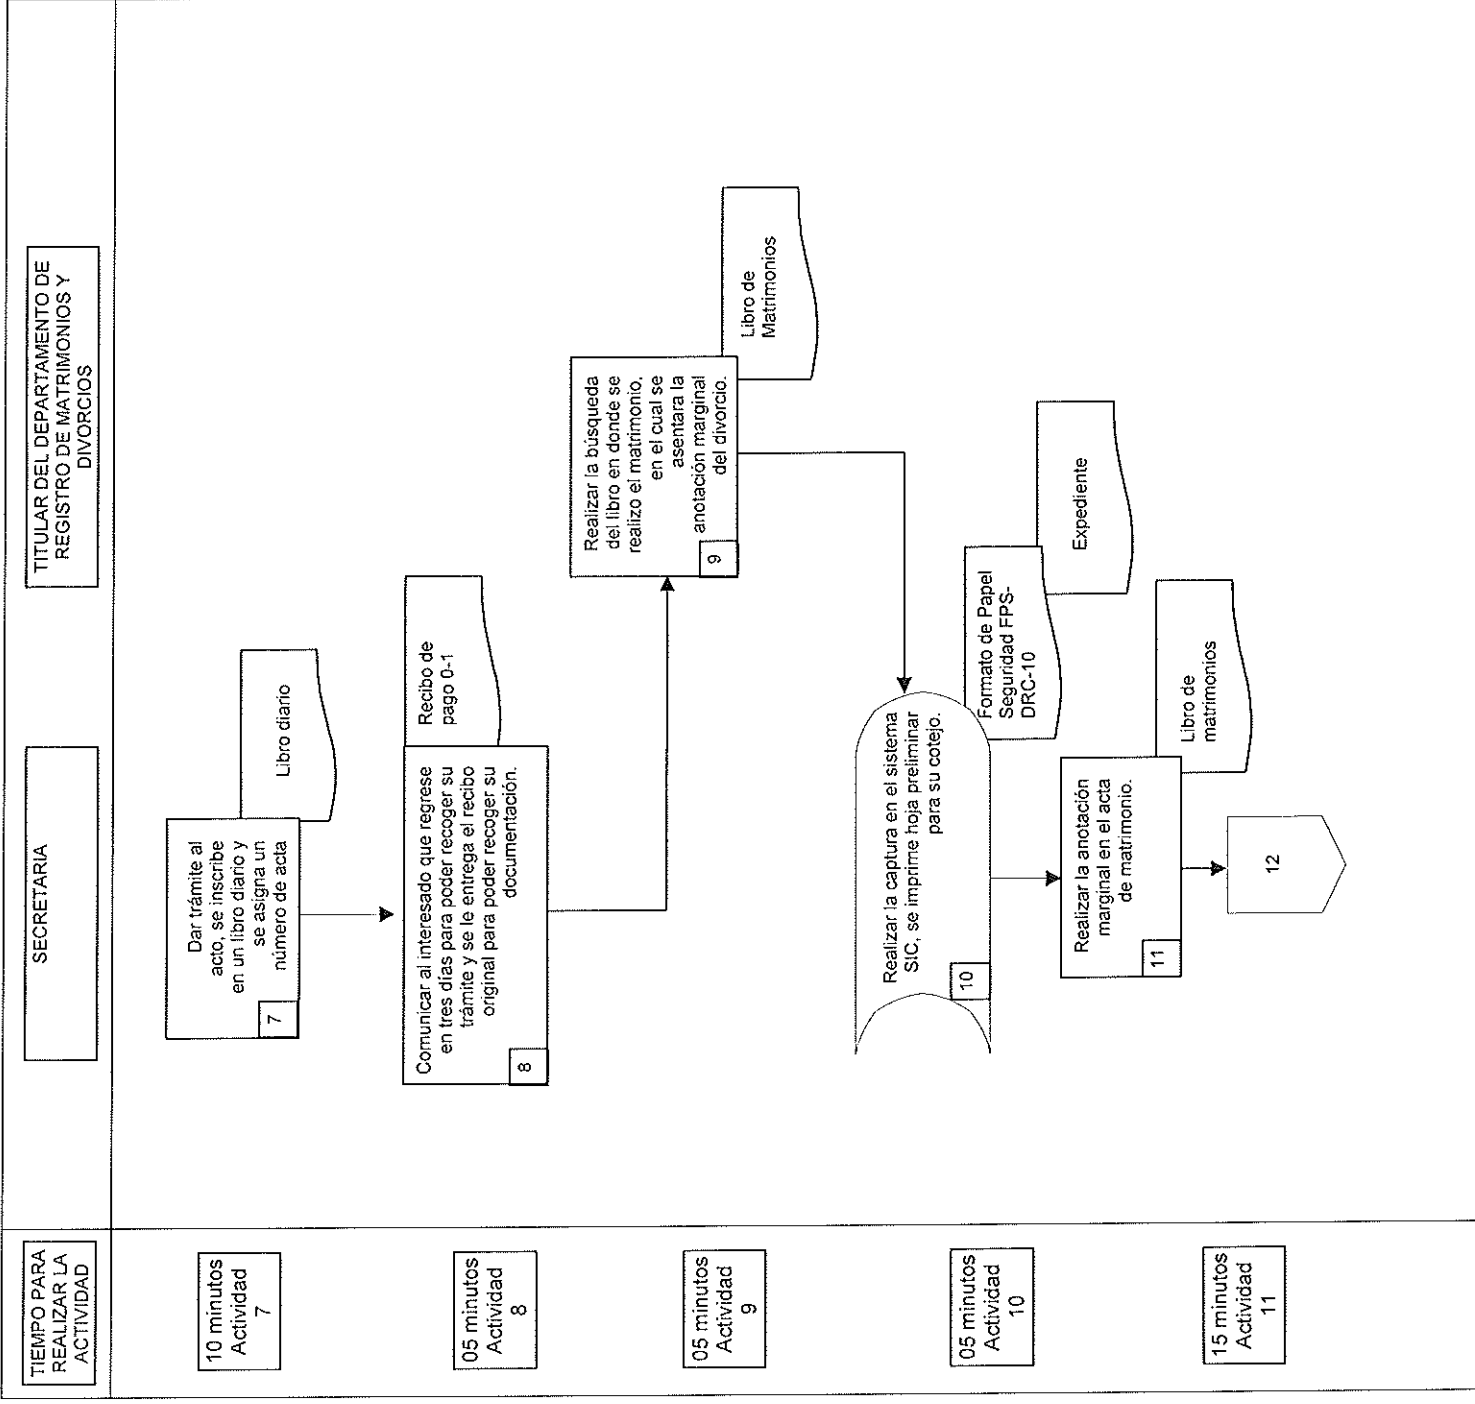 TIEMPO PARA
REALIZAR LA
ACTIVIDAD
SECRETARIA
TITULAR DEL DEPARTAMENTO DE
REGISTRO DE MATRIMONIOS Y
DIVORCIOS
10 minutos
Actividad
7
Dar trámite al
acto, se inscribe
en un libro diario y
se asigna un
número de acta
7
Libro diario
05 minutos
Actividad
8
Comunicar al interesado que regrese
en tres días para poder recoger su
trámite y se le entrega el recibo
original para poder recoger su
documentación.
8
Recibo de
pago 0-1
05 minutos
Actividad
9
Realizar la búsqueda
del libro en donde se
realizo el matrimonio,
en el cual se
asentara la
anotación marginal
del divorcio.
9
Libro de
Matrimonios
05 minutos
Actividad
10
Realizar la captura en el sistema
SIC, se imprime hoja preliminar
para su cotejo.
10
Formato de Papel
Seguridad FPS-
DRC-10
Expediente
15 minutos
Actividad
11
Realizar la anotación
marginal en el acta
de matrimonio.
11
Libro de
matrimonios
12